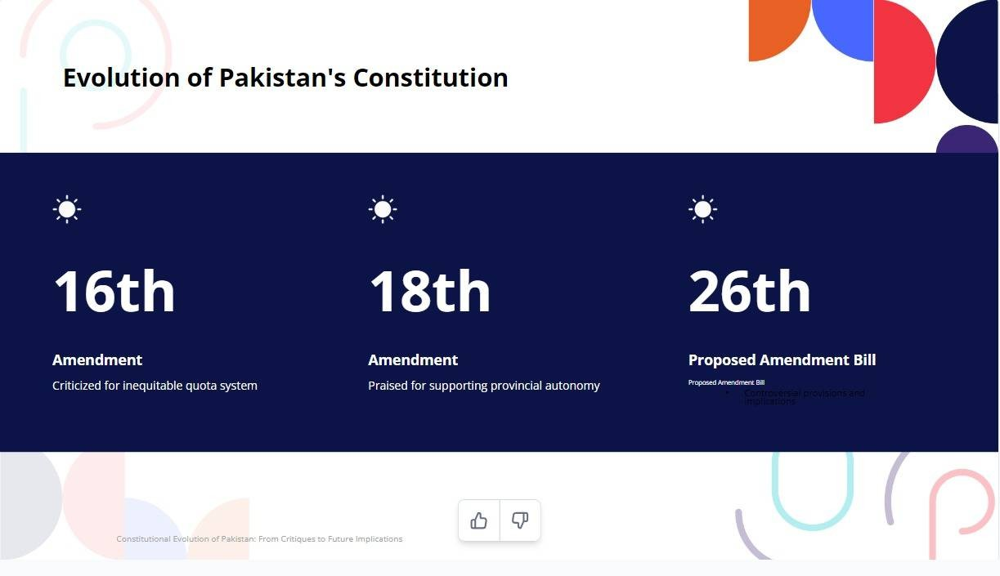 Evolution of Pakistan's Constitution
16th
Amendment
Criticized for inequitable quota system
18th
Amendment
Praised for supporting provincial autonomy
26th
Proposed Amendment Bill
Proposed Amendment Bill
• Controversial provisions and
implications
Constitutional Evolution of Pakistan: From Critiques to Future Implications